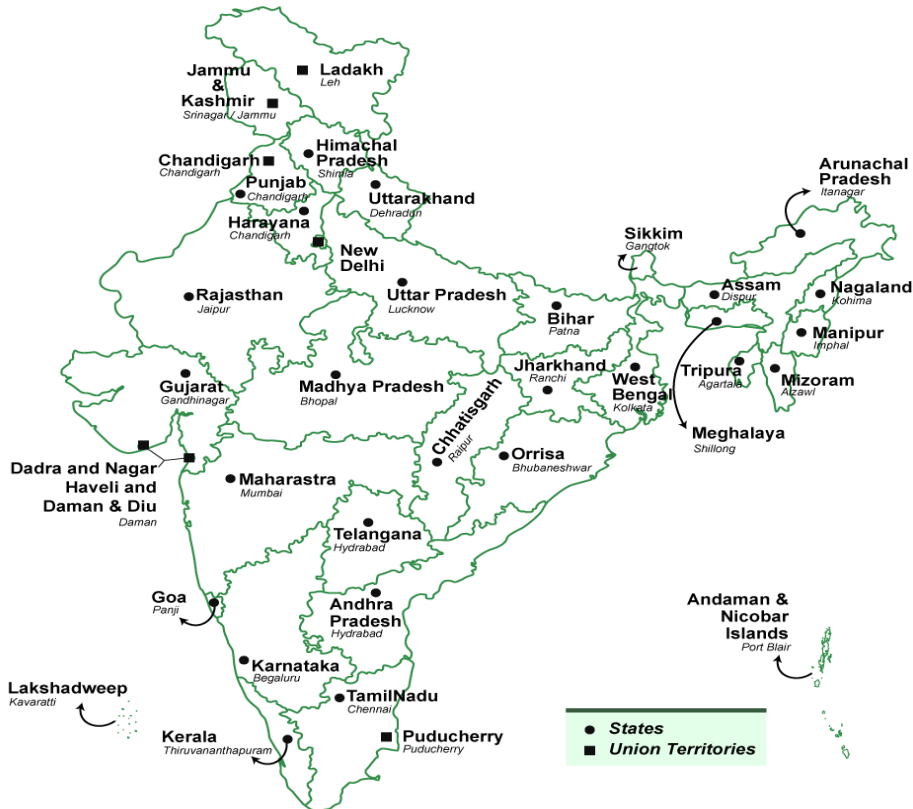 Jammu
&
Kashmir
Srinagar / Jammu
Ladakh
Leh
Himachal
Pradesh
Shimla
Chandigarh
Chandigarh
Punjab
Chandigarh
Uttarakhand
Dehradun
Harayana
Chandigarh
New
Delhi
Arunachal
Pradesh
Itanagar
Sikkim
Gangtok
Rajasthan
Jaipur
Uttar Pradesh
Lucknow
Bihar
Patna
Assam
Dispur
Nagaland
Kohima
Manipur
Imphal
Gujarat
Gandhinagar
Madhya Pradesh
Bhopal
Jharkhand
Ranchi
West
Bengal
Kolkata
Tripura
Agartala
Mizoram
Aizawl
Chhatisgarh
Raipur
Meghalaya
Shillong
Orrisa
Bhubaneshwar
Dadra and Nagar
Haveli and
Daman & Diu
Daman
Maharastra
Mumbai
Telangana
Hydrabad
Goa
Panji
Andhra
Pradesh
Hydrabad
Andaman &
Nicobar
Islands
Port Blair
Karnataka
Begaluru
Lakshadweep
Kavaratti
TamilNadu
Chennai
Kerala
Thiruvananthapuram
Puducherry
Puducherry
States
Union Territories